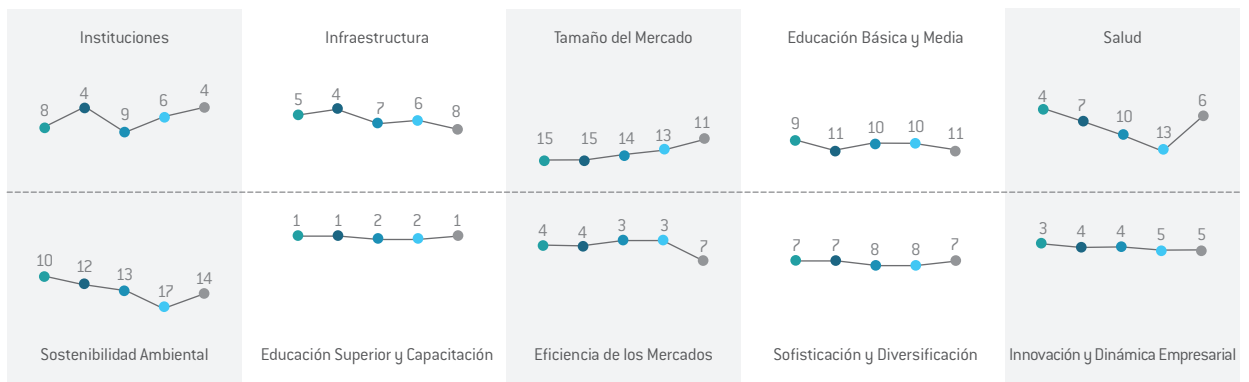 Instituciones
8 4 9 6 4
Infraestructura
5 4 7 6 8
Tamaño del Mercado
15 15 14 13 11
Educación Básica y Media
9 11 10 10 11
Salud
4 7 10 13 6
10 12 13 17 14
Sostenibilidad Ambiental
1 1 2 2 1
Educación Superior y Capacitación
4 4 3 3 7
Eficiencia de los Mercados
7 7 8 8 7
Sofisticación y Diversificación
3 4 4 5 5
Innovación y Dinámica Empresarial